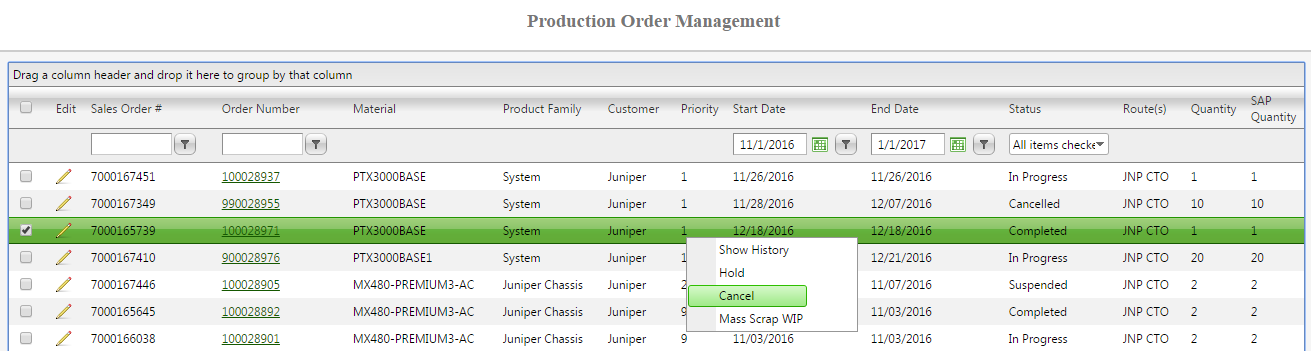 Production Order Management
Drag a column header and drop it here to group by that column
Edit Sales Order # Order Number Material Product Family Customer Priority Start Date End Date Status Route(s) Quantity SAP Quantity
11/1/2016 1/1/2017 All items checke
7000167451 100028937 PTX3000BASE System Juniper 1 11/26/2016 11/26/2016 In Progress JNP CTO 1 1
7000167349 990028955 PTX3000BASE System Juniper 1 11/28/2016 12/07/2016 Cancelled JNP CTO 10 10
7000165739 100028971 PTX3000BASE System Juniper 1 12/18/2016 12/18/2016 Completed JNP CTO 1 1
Show History
7000167410 900028976 PTX3000BASE1 System Juniper 1 12/21/2016 In Progress JNP CTO 20 20
Hold
7000167446 100028905 MX480-PREMIUM3-AC Juniper Chassis Juniper 2 11/07/2016 Suspended JNP CTO 2 2
Cancel
7000165645 100028892 MX480-PREMIUM3-AC Juniper Chassis Juniper 9 11/03/2016 Completed JNP CTO 2 2
Mass Scrap WIP
7000166038 100028901 MX480-PREMIUM3-AC Juniper Chassis Juniper 9 11/03/2016 11/03/2016 In Progress JNP CTO 2 2